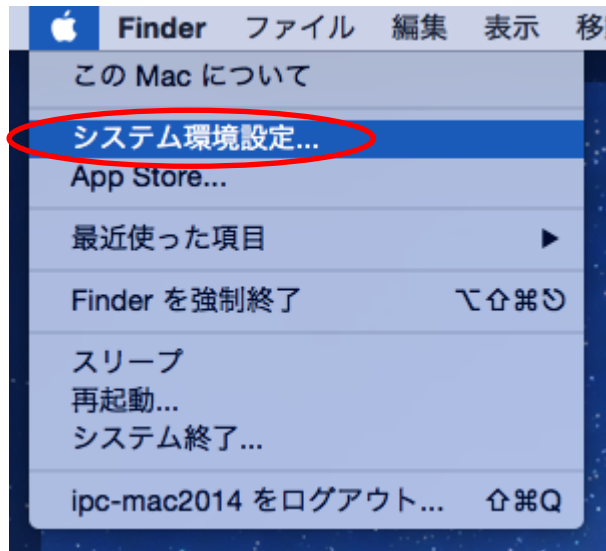 Finder ファイル 編集 表示
この Mac について
システム環境設定...
App Store...
最近使った項目 ▶
Finder を強制終了 ⌥⇧⌘⎋
スリープ
再起動...
システム終了...
ipc-mac2014 をログアウト... ⇧⌘Q